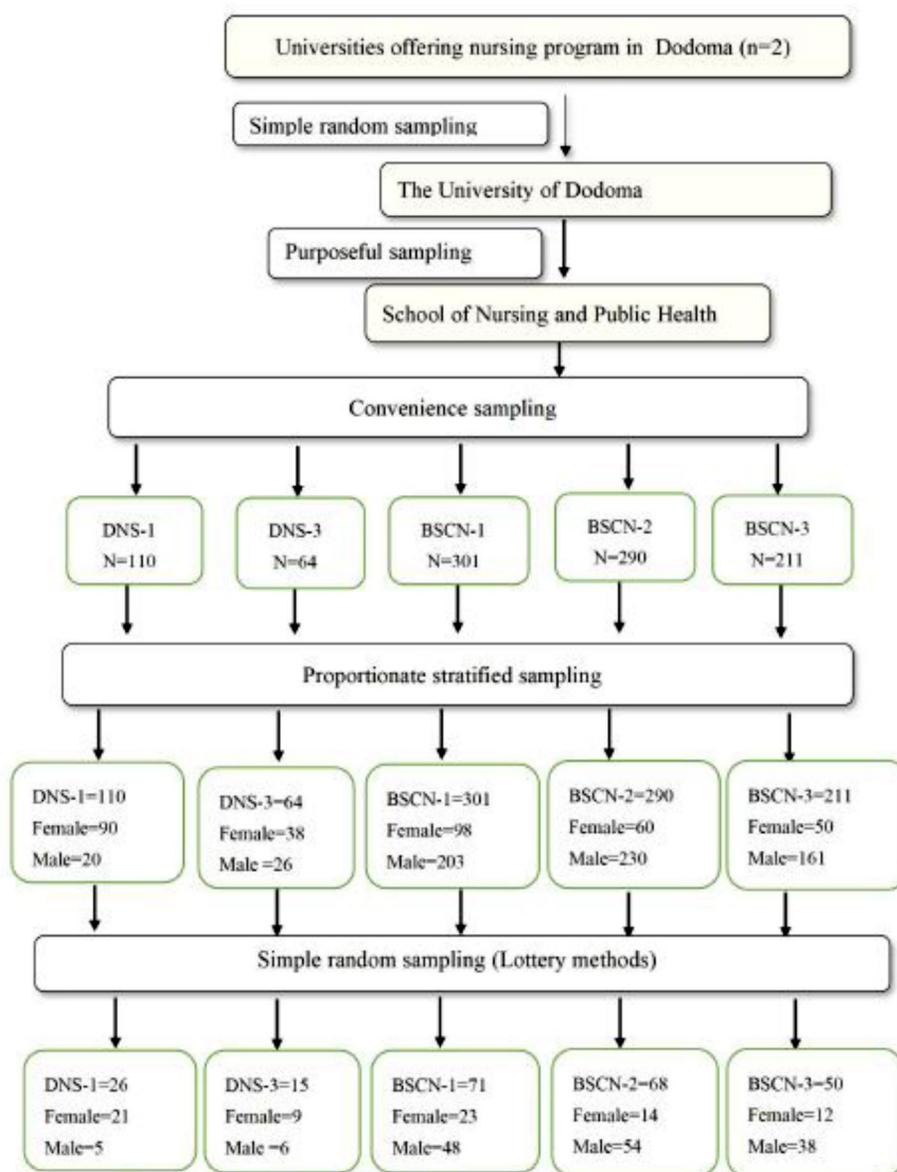 Universities offering nursing program in Dodoma (n=2)
Simple random sampling
The University of Dodoma
Purposeful sampling
School of Nursing and Public Health
Convenience sampling
DNS-1
N=110
DNS-3
N=64
BSCN-1
N=301
BSCN-2
N=290
BSCN-3
N=211
Proportionate stratified sampling
DNS-1=110
Female=90
Male=20
DNS-3=64
Female=38
Male =26
BSCN-1=301
Female=98
Male=203
BSCN-2=290
Female=60
Male=230
BSCN-3=211
Female=50
Male=161
Simple random sampling (Lottery methods)
DNS-1=26
Female=21
Male=5
DNS-3=15
Female=9
Male =6
BSCN-1=71
Female=23
Male=48
BSCN-2=68
Female=14
Male=54
BSCN-3=50
Female=12
Male=38